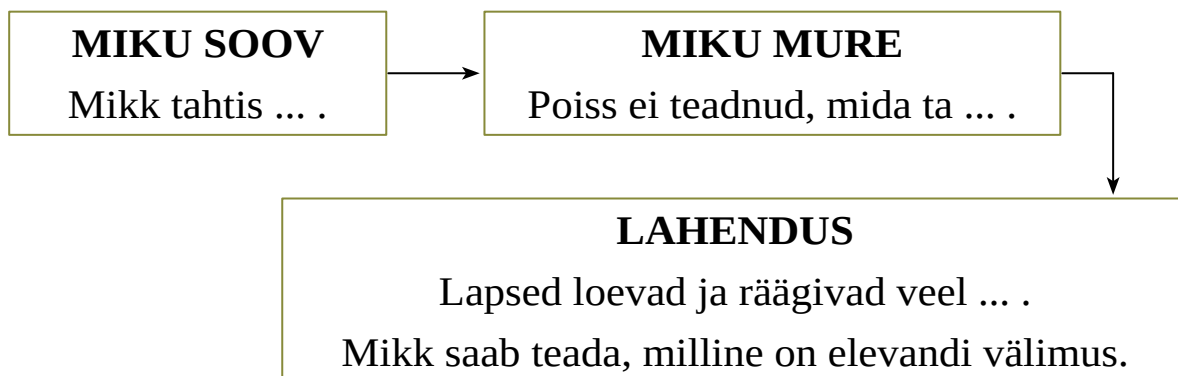 MIKU SOOV
Mikk tahtis ... .
MIKU MURE
Poiss ei teadnud, mida ta ... .
LAHENDUS
Lapsed loevad ja räägivad veel ... .
Mikk saab teada, milline on elevandi välimus.